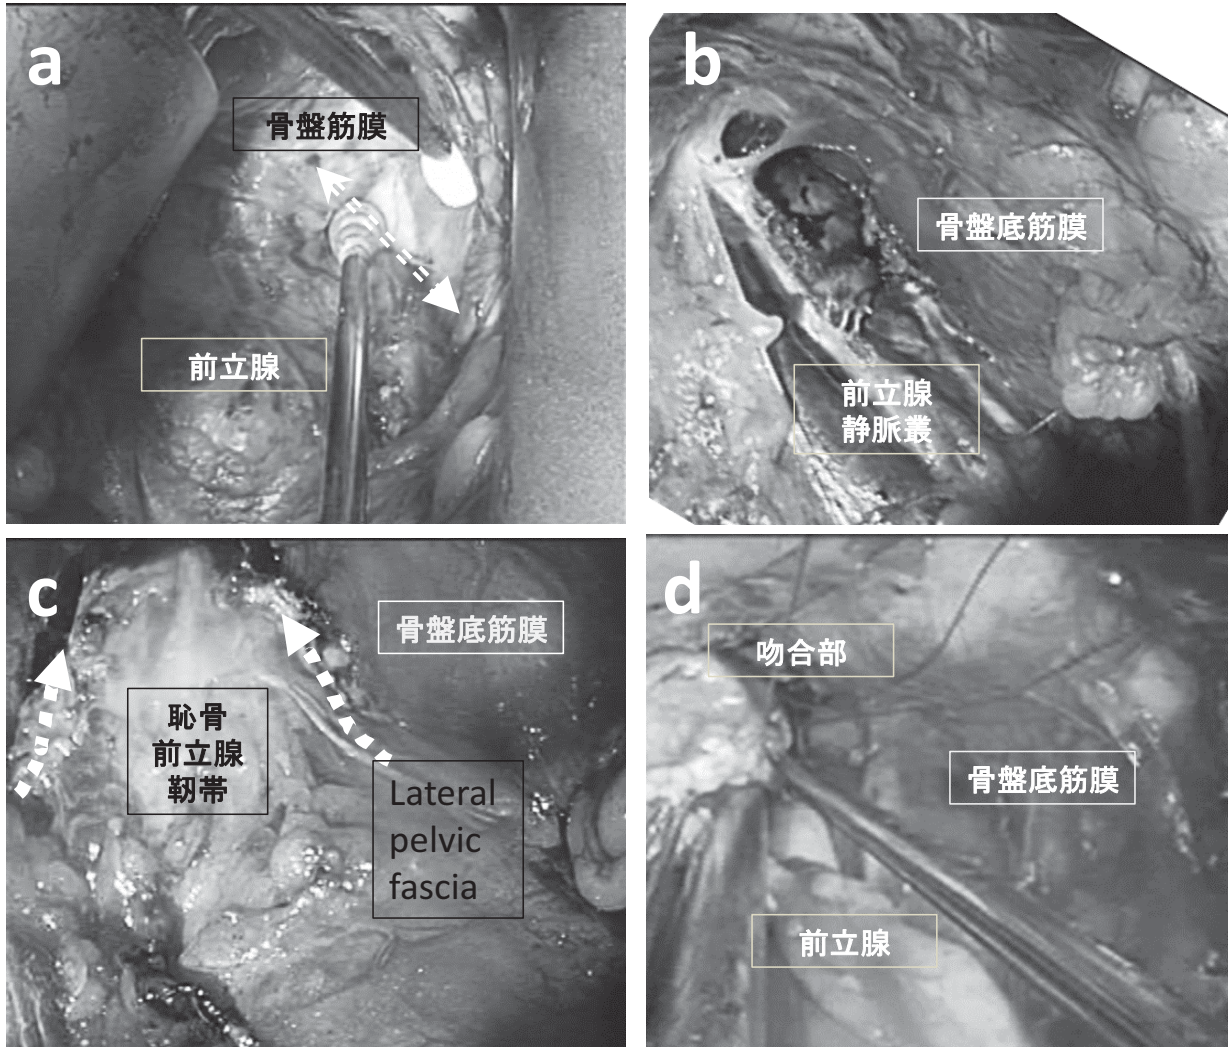 a
骨盤筋膜
前立腺
b
骨盤底筋膜
前立腺
静脈叢
c
骨盤底筋膜
恥骨
前立腺
靭帯
Lateral
pelvic
fascia
d
吻合部
骨盤底筋膜
前立腺